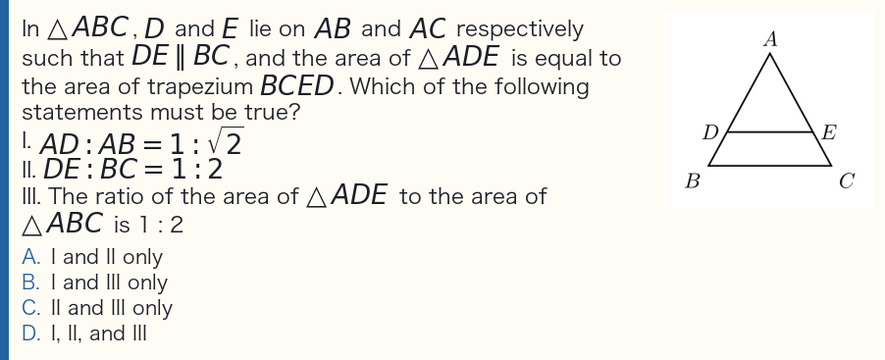 In △ABC, D and E lie on AB and AC respectively
such that DE ∥ BC, and the area of △ADE is equal to
the area of trapezium BCED. Which of the following
statements must be true?
I. AD : AB = 1 : √2
II. DE : BC = 1 : 2
III. The ratio of the area of △ADE to the area of
△ABC is 1 : 2
A. I and II only
B. I and III only
C. II and III only
D. I, II, and III
A
D
E
B
C